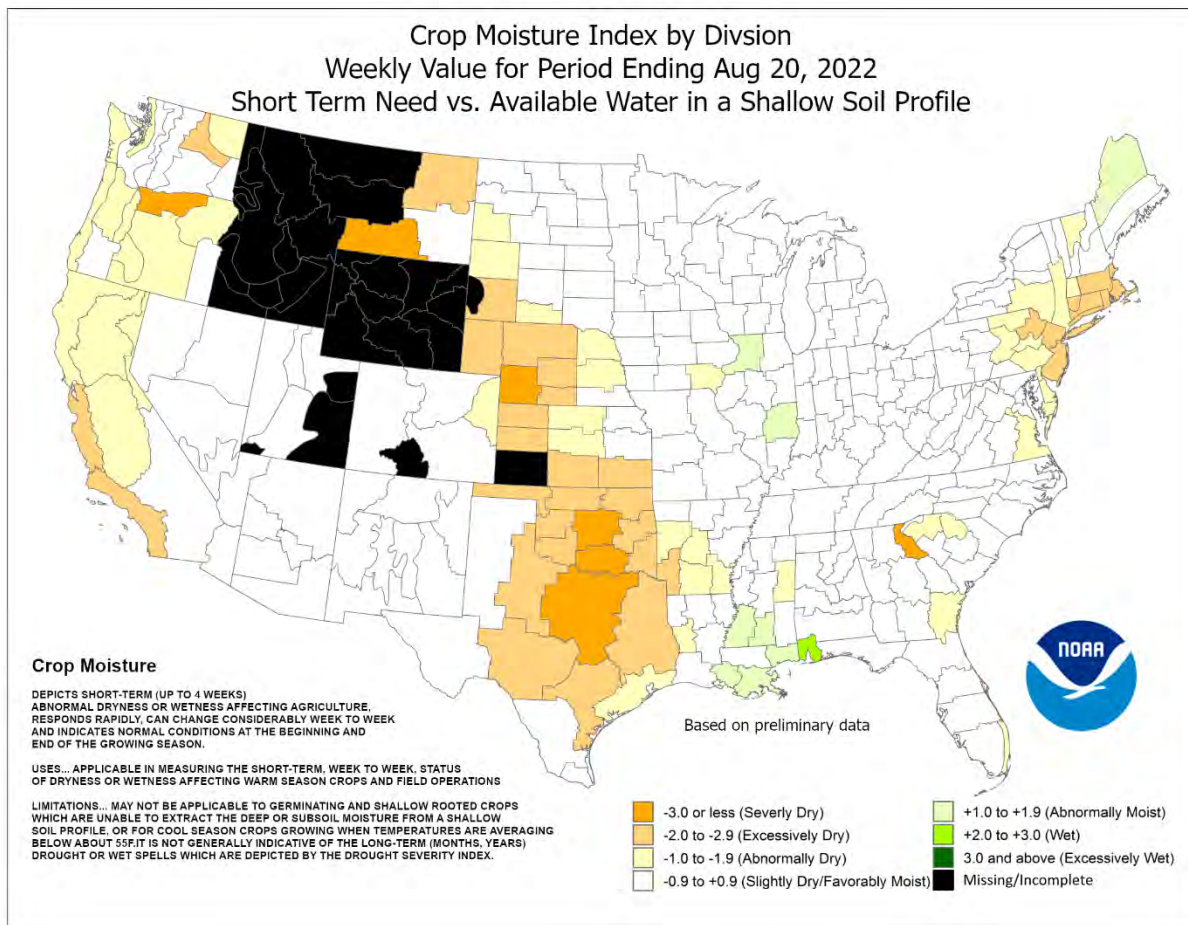 Crop Moisture Index by Divsion
Weekly Value for Period Ending Aug 20, 2022
Short Term Need vs. Available Water in a Shallow Soil Profile
NOAA
Crop Moisture
DEPICTS SHORT-TERM (UP TO 4 WEEKS)
ABNORMAL DRYNESS OR WETNESS AFFECTING AGRICULTURE,
RESPONDS RAPIDLY, CAN CHANGE CONSIDERABLY WEEK TO WEEK
AND INDICATES NORMAL CONDITIONS AT THE BEGINNING AND
END OF THE GROWING SEASON.
USES... APPLICABLE IN MEASURING THE SHORT-TERM, WEEK TO WEEK, STATUS
OF DRYNESS OR WETNESS AFFECTING WARM SEASON CROPS AND FIELD OPERATIONS
LIMITATIONS... MAY NOT BE APPLICABLE TO GERMINATING AND SHALLOW ROOTED CROPS
WHICH ARE UNABLE TO EXTRACT THE DEEP OR SUBSOIL MOISTURE FROM A SHALLOW
SOIL PROFILE, OR FOR COOL SEASON CROPS GROWING WHEN TEMPERATURES ARE AVERAGING
BELOW ABOUT 55F.IT IS NOT GENERALLY INDICATIVE OF THE LONG-TERM (MONTHS, YEARS)
DROUGHT OR WET SPELLS WHICH ARE DEPICTED BY THE DROUGHT SEVERITY INDEX.
Based on preliminary data
-3.0 or less (Severly Dry)
-2.0 to -2.9 (Excessively Dry)
-1.0 to -1.9 (Abnormally Dry)
-0.9 to +0.9 (Slightly Dry/Favorably Moist)
+1.0 to +1.9 (Abnormally Moist)
+2.0 to +3.0 (Wet)
3.0 and above (Excessively Wet)
Missing/Incomplete